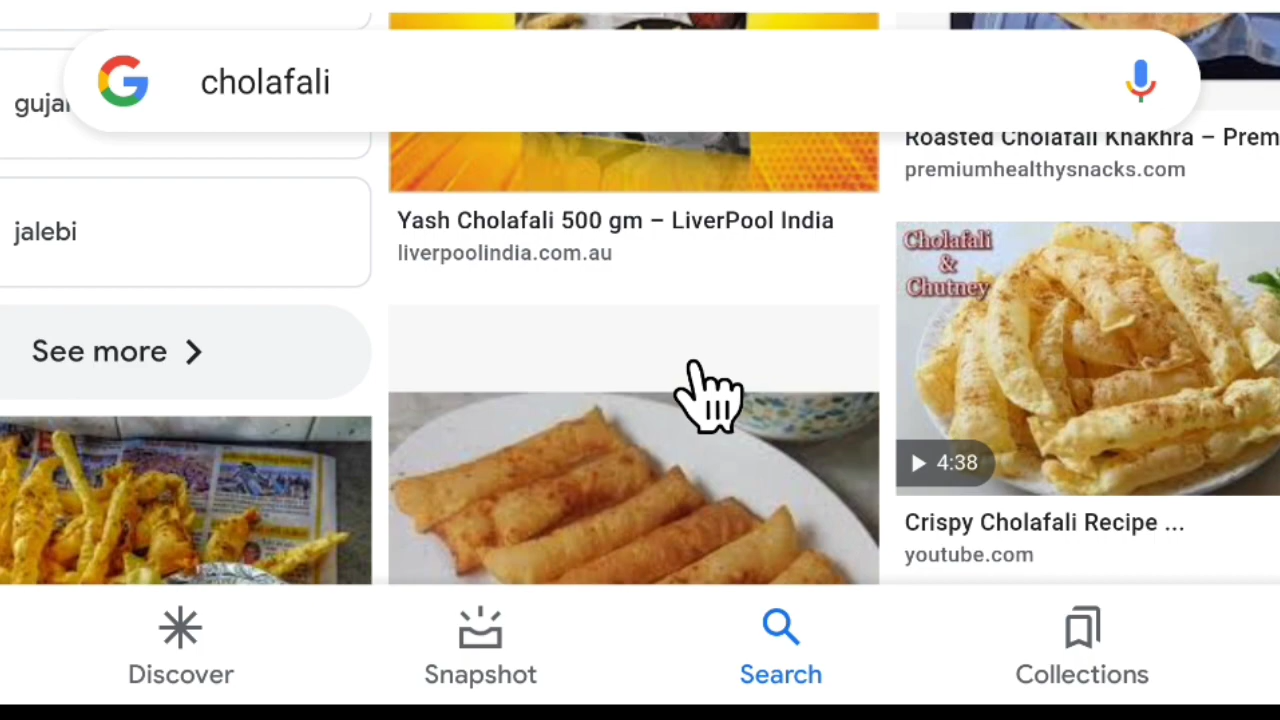 cholafali
gujar
jalebi
See more
Yash Cholafali 500 gm – LiverPool India
liverpoolindia.com.au
Roasted Cholafali Khakhra – Prem
premiumhealthysnacks.com
Cholafali
&
Chutney
4:38
Crispy Cholafali Recipe ...
youtube.com
Discover
Snapshot
Search
Collections